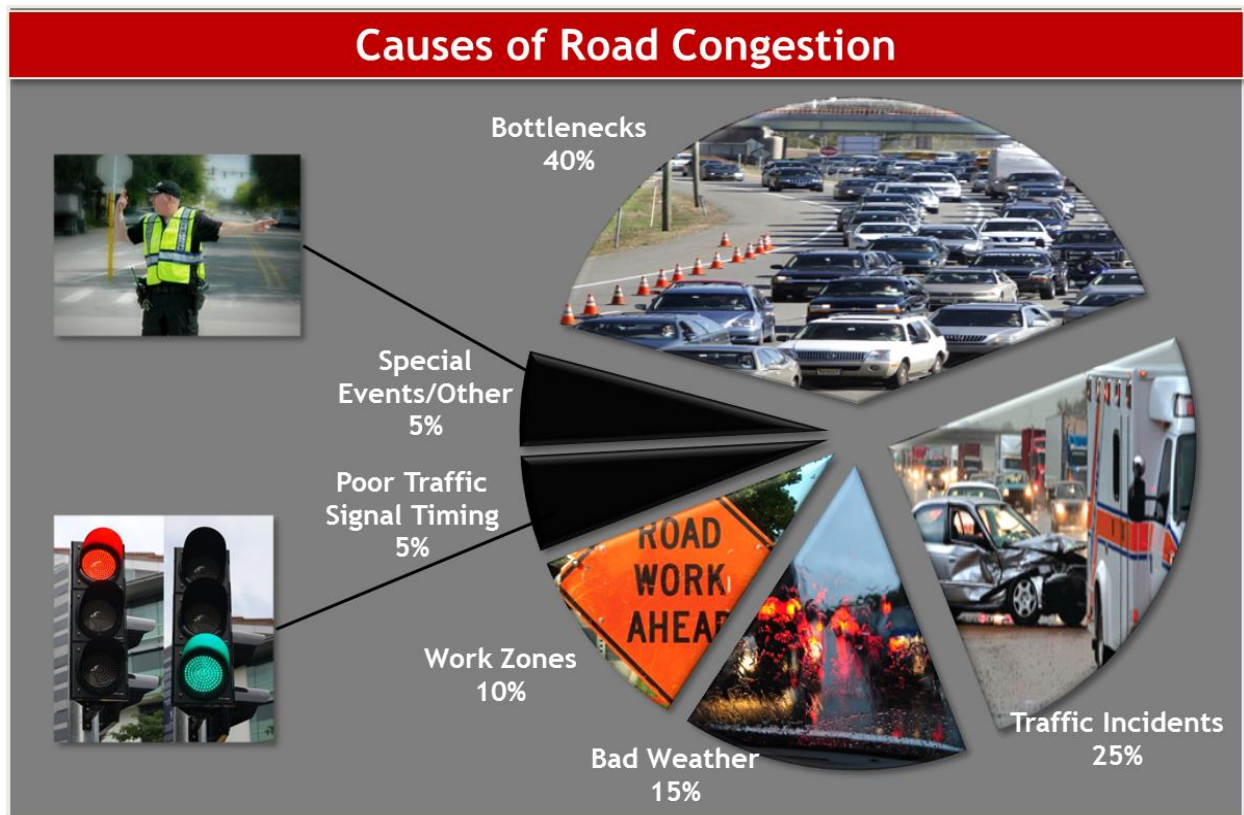 Causes of Road Congestion
Bottlenecks
40%
Special
Events/Other
5%
Poor Traffic
Signal Timing
5%
ROAD
WORK
AHEAD
Work Zones
10%
Bad Weather
15%
Traffic Incidents
25%